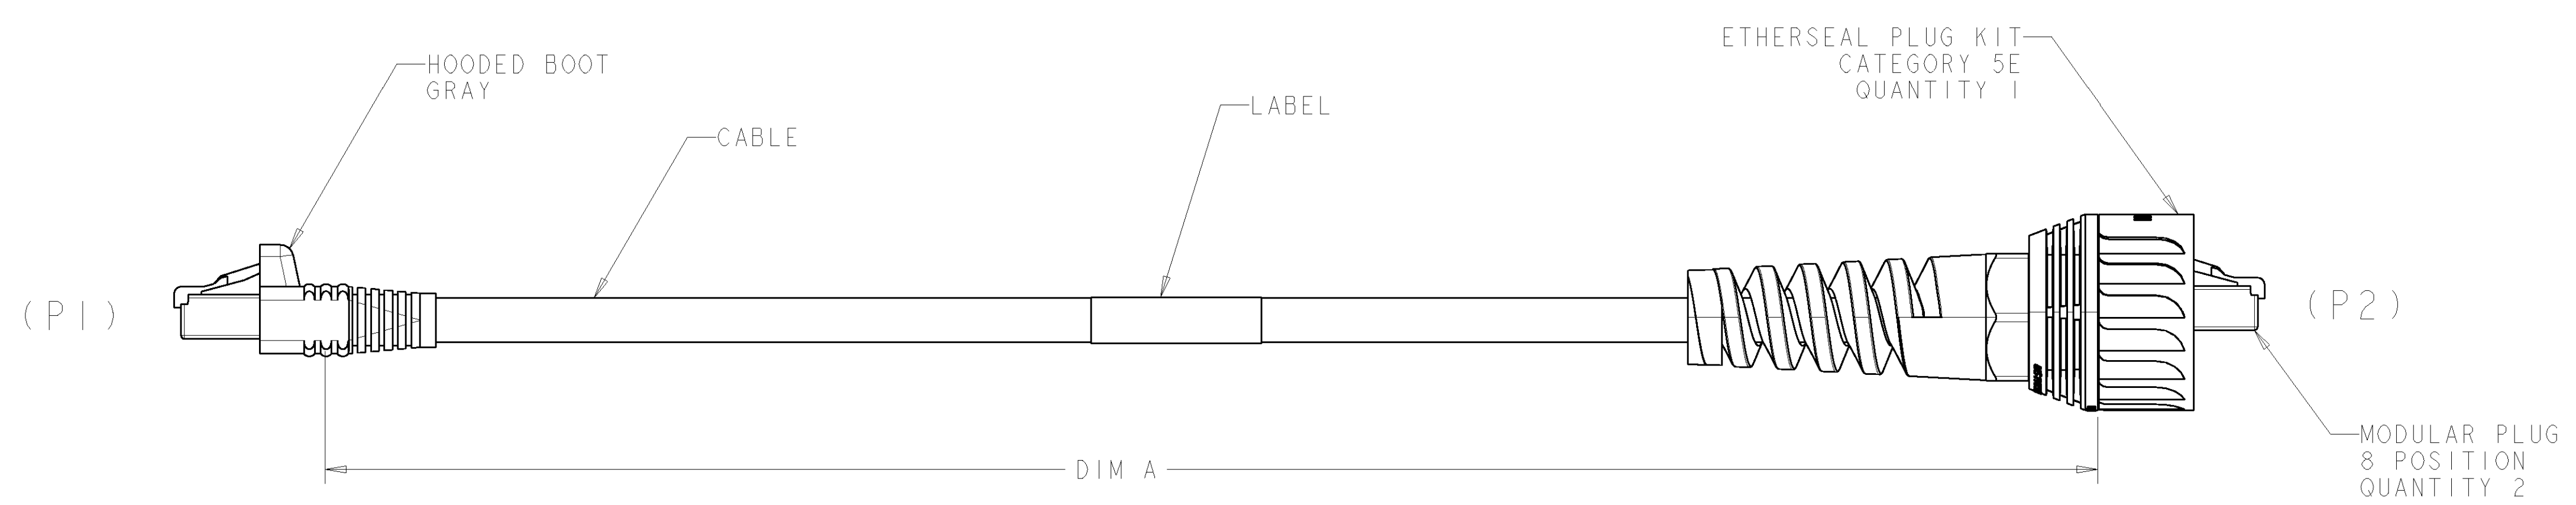 HOODED BOOT
GRAY
CABLE
LABEL
ETHERSEAL PLUG KIT
CATEGORY 5E
QUANTITY 1
(P1)
(P2)
DIM A
MODULAR PLUG
8 POSITION
QUANTITY 2